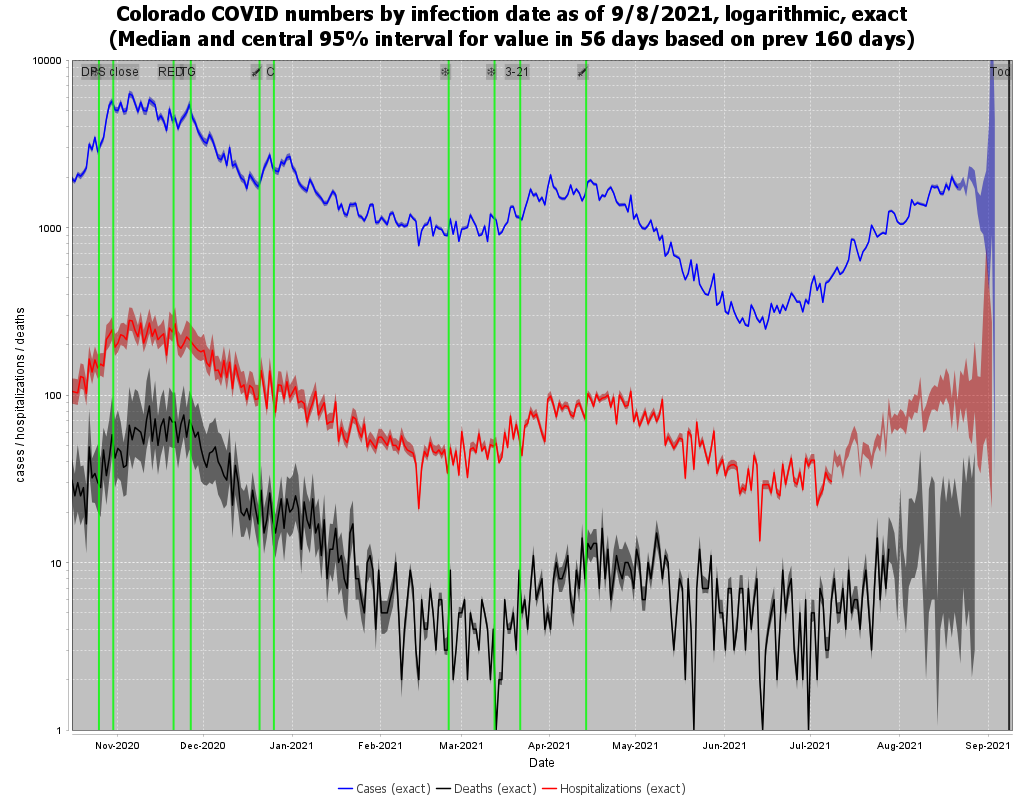 Colorado COVID numbers by infection date as of 9/8/2021, logarithmic, exact
(Median and central 95% interval for value in 56 days based on prev 160 days)
10000
1000
100
10
1
cases / hospitalizations / deaths
DPS close
RED
TG
C
3-21
Tod
Nov-2020
Dec-2020
Jan-2021
Feb-2021
Mar-2021
Apr-2021
May-2021
Jun-2021
Jul-2021
Aug-2021
Sep-2021
Date
Cases (exact)
Deaths (exact)
Hospitalizations (exact)